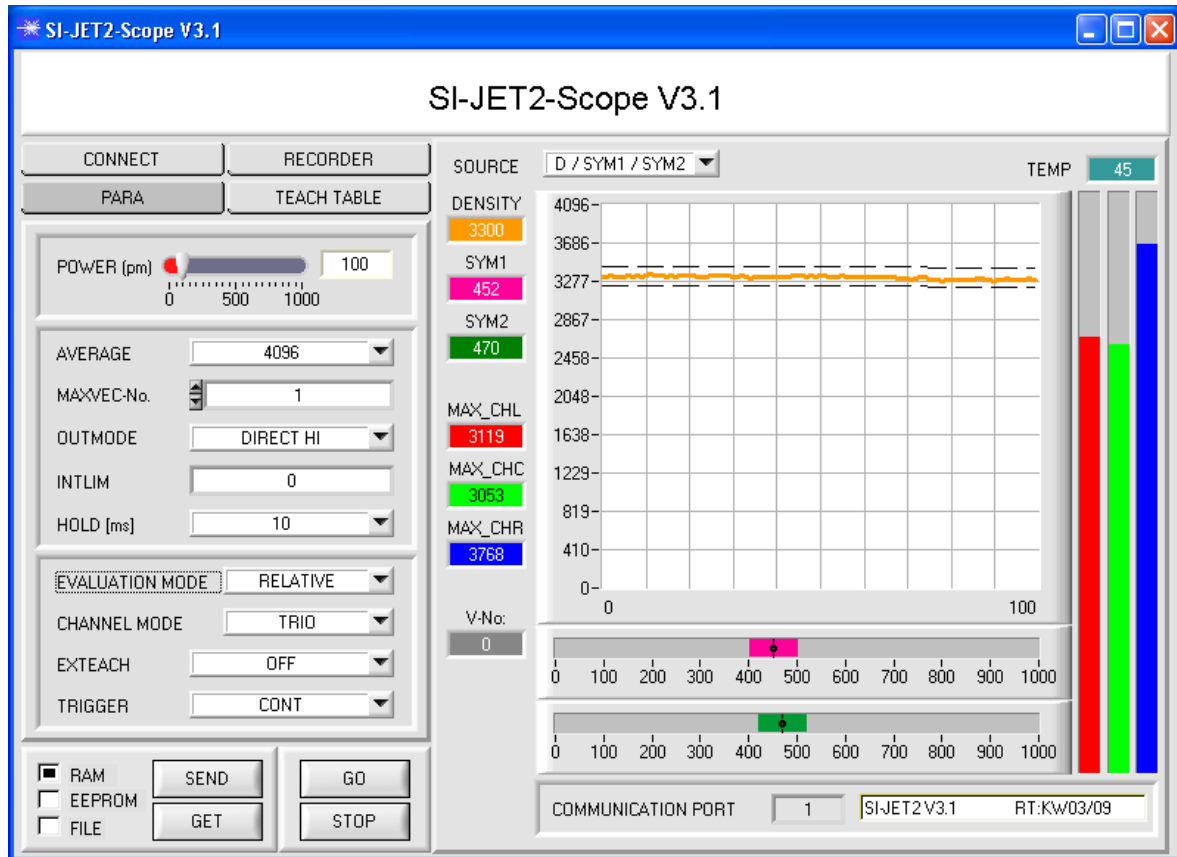 SI-JET2-Scope V3.1
SI-JET2-Scope V3.1
CONNECT
RECORDER
PARA
TEACH TABLE
POWER (pm)
100
0 500 1000
AVERAGE
4096
MAXVEC-No.
1
OUTMODE
DIRECT HI
INTLIM
0
HOLD [ms]
10
EVALUATION MODE
RELATIVE
CHANNEL MODE
TRIO
EXTEACH
OFF
TRIGGER
CONT
RAM
EEPROM
FILE
SEND
GET
GO
STOP
SOURCE
D / SYM1 / SYM2
TEMP
45
DENSITY
3300
SYM1
452
SYM2
470
MAX_CHL
3119
MAX_CHC
3053
MAX_CHR
3768
V-No:
0
4096
3686
3277
2867
2458
2048
1638
1229
819
410
0
0 100
0 100 200 300 400 500 600 700 800 900 1000
0 100 200 300 400 500 600 700 800 900 1000
COMMUNICATION PORT
1
SI-JET2 V3.1 RT:KW03/09